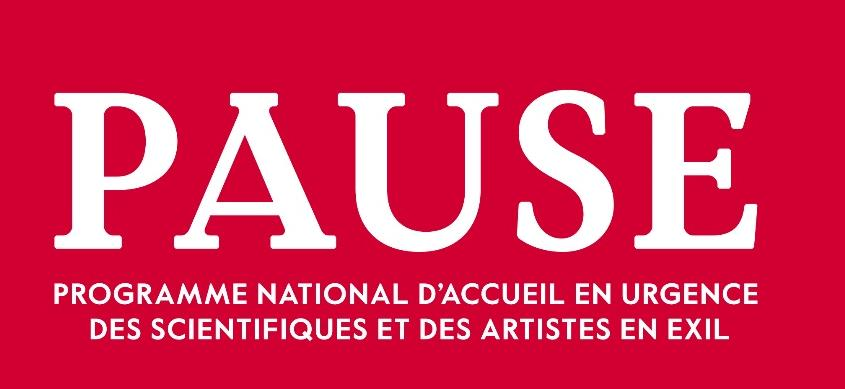 PAUSE
PROGRAMME NATIONAL D'ACCUEIL EN URGENCE
DES SCIENTIFIQUES ET DES ARTISTES EN EXIL